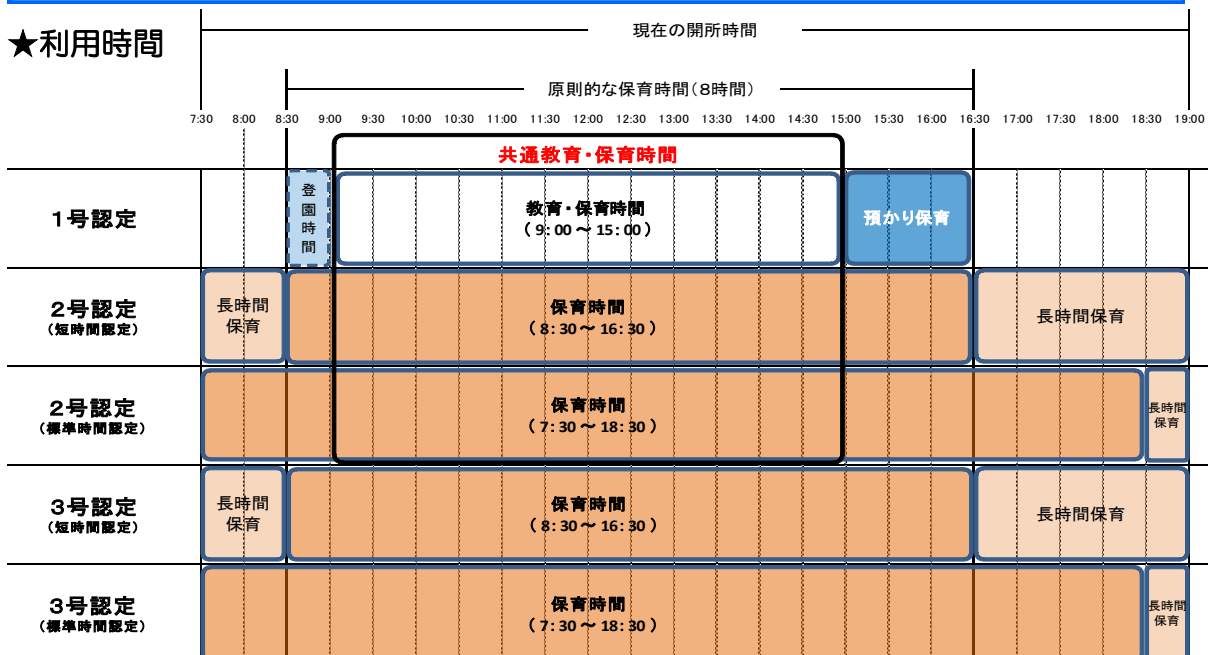 ★利用時間
現在の開所時間
原則的な保育時間(8時間)
7:30 8:00 8:30 9:00 9:30 10:00 10:30 11:00 11:30 12:00 12:30 13:00 13:30 14:00 14:30 15:00 15:30 16:00 16:30 17:00 17:30 18:00 18:30 19:00
共通教育・保育時間
1号認定
登園時間
教育・保育時間
(9:00~15:00)
預かり保育
2号認定
(短時間認定)
長時間
保育
保育時間
(8:30~16:30)
長時間保育
2号認定
(標準時間認定)
保育時間
(7:30~18:30)
長時間
保育
3号認定
(短時間認定)
長時間
保育
保育時間
(8:30~16:30)
長時間保育
3号認定
(標準時間認定)
保育時間
(7:30~18:30)
長時間
保育